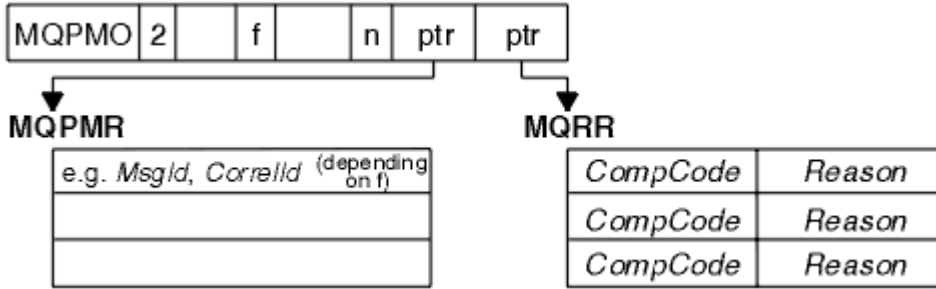 MQPMO 2 f n ptr ptr
MQPMR MQRR
e.g. MsgId, CorrelId (depending on f) CompCode Reason
CompCode Reason
CompCode Reason